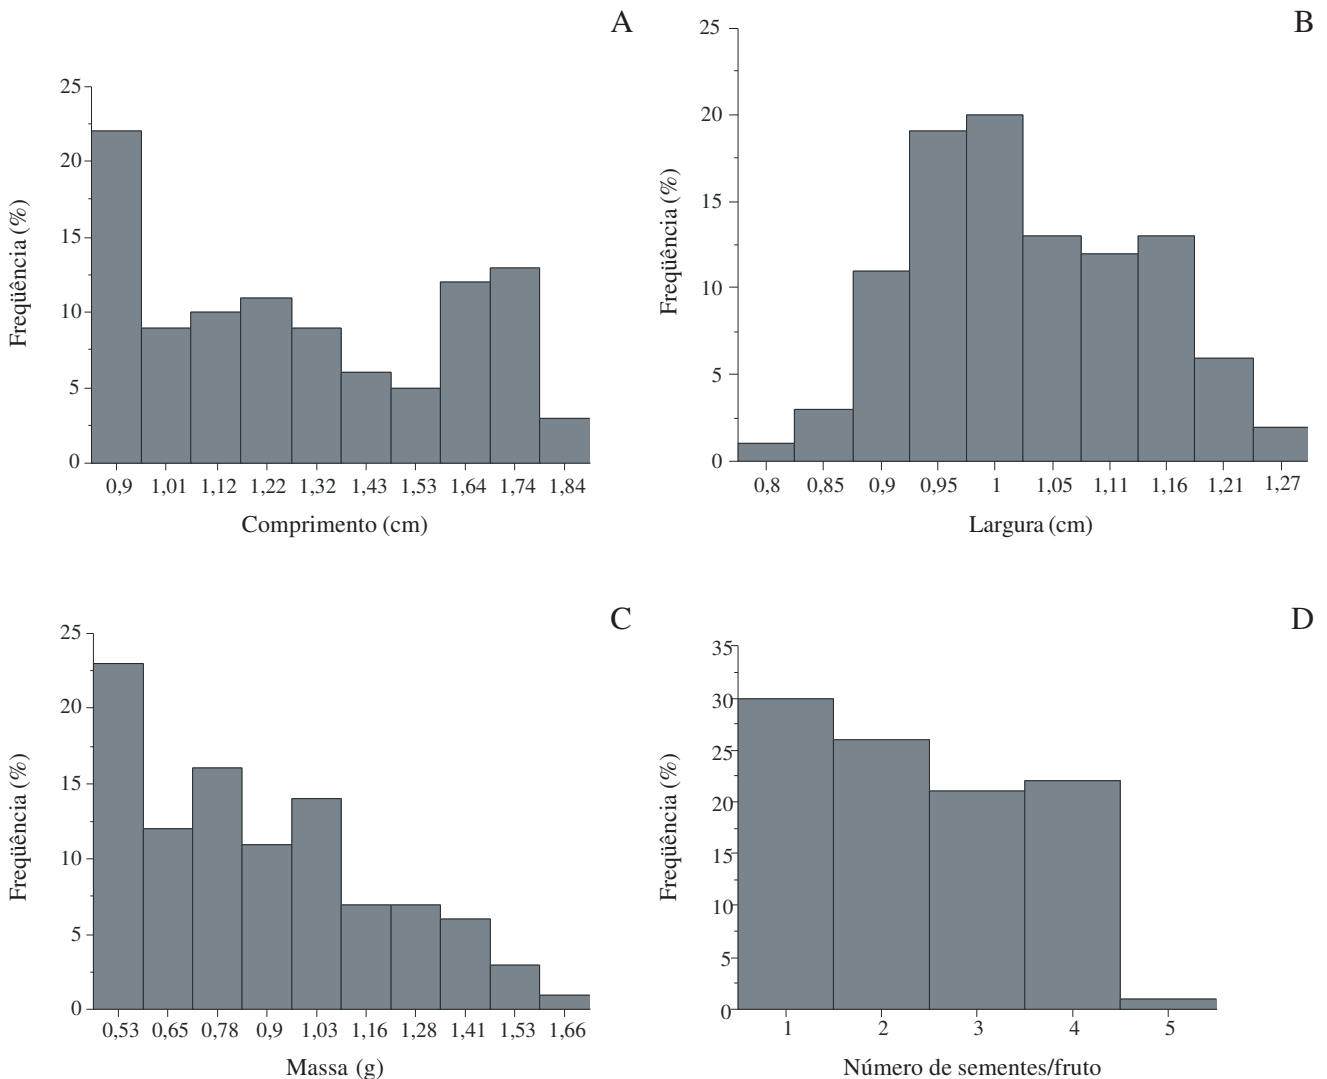 A
25
20
15
10
5
0
Freqüência (%)
0,9 1,01 1,12 1,22 1,32 1,43 1,53 1,64 1,74 1,84
Comprimento (cm)
B
25
20
15
10
5
0
Freqüência (%)
0,8 0,85 0,9 0,95 1 1,05 1,11 1,16 1,21 1,27
Largura (cm)
C
25
20
15
10
5
0
Freqüência (%)
0,53 0,65 0,78 0,9 1,03 1,16 1,28 1,41 1,53 1,66
Massa (g)
D
35
30
25
20
15
10
5
0
Freqüência (%)
1 2 3 4 5
Número de sementes/fruto